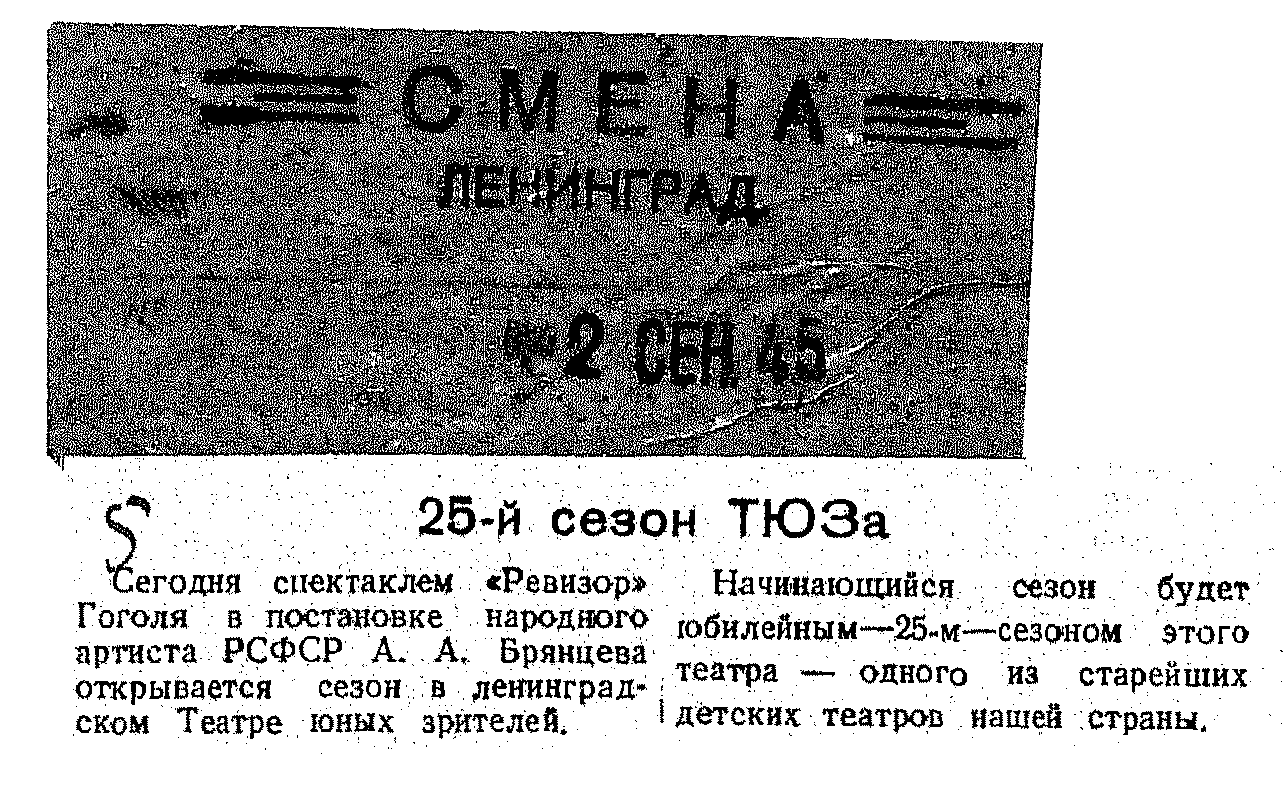 СМЕНА
ЛЕНИНГРАД
2 СЕН. 45
25-й сезон ТЮЗа
Сегодня спектаклем «Ревизор»
Гоголя в постановке народного
артиста РСФСР А. А. Брянцева
открывается сезон в ленинград-
ском Театре юных зрителей.
Начинающийся сезон будет
юбилейным—25-м—сезоном этого
театра — одного из старейших
детских театров нашей страны.